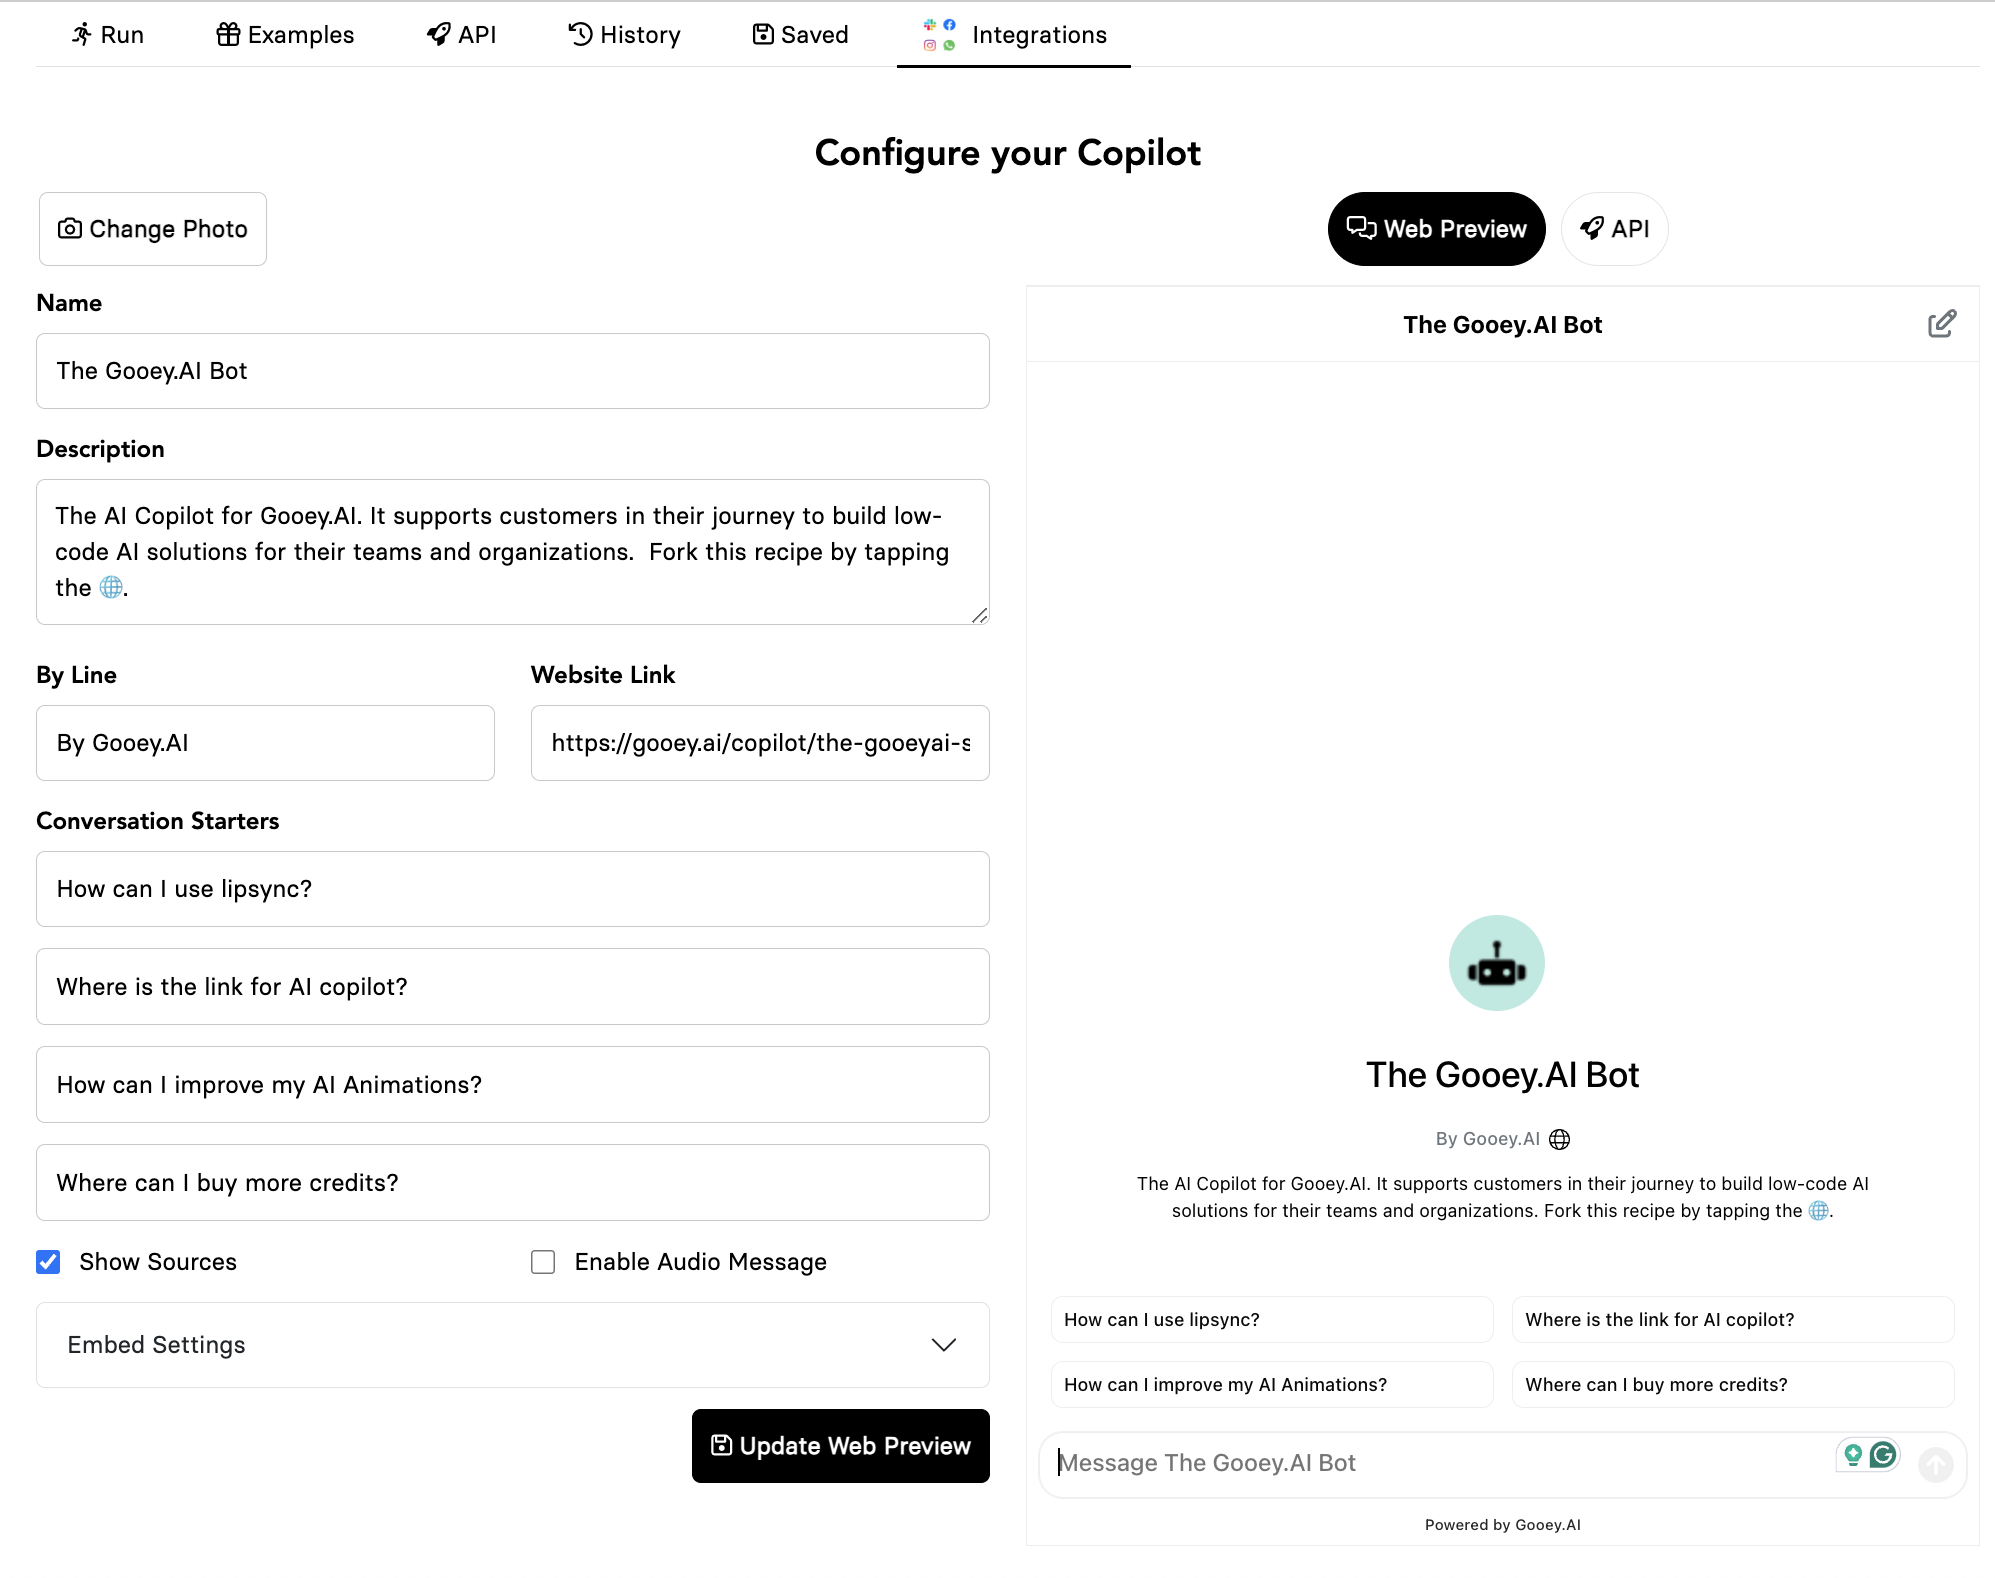 Run
Examples
API
History
Saved
Integrations
Configure your Copilot
Change Photo
Web Preview
API
Name
The Gooey.AI Bot
Description
The AI Copilot for Gooey.AI. It supports customers in their journey to build low-
code AI solutions for their teams and organizations.  Fork this recipe by tapping
the 🌐.
By Line
Website Link
By Gooey.AI
https://gooey.ai/copilot/the-gooeyai-s
Conversation Starters
How can I use lipsync?
Where is the link for AI copilot?
How can I improve my AI Animations?
Where can I buy more credits?
Show Sources
Enable Audio Message
Embed Settings
Update Web Preview
The Gooey.AI Bot
The Gooey.AI Bot
By Gooey.AI
The AI Copilot for Gooey.AI. It supports customers in their journey to build low-code AI
solutions for their teams and organizations. Fork this recipe by tapping the 🌐.
How can I use lipsync?
Where is the link for AI copilot?
How can I improve my AI Animations?
Where can I buy more credits?
Message The Gooey.AI Bot
Powered by Gooey.AI